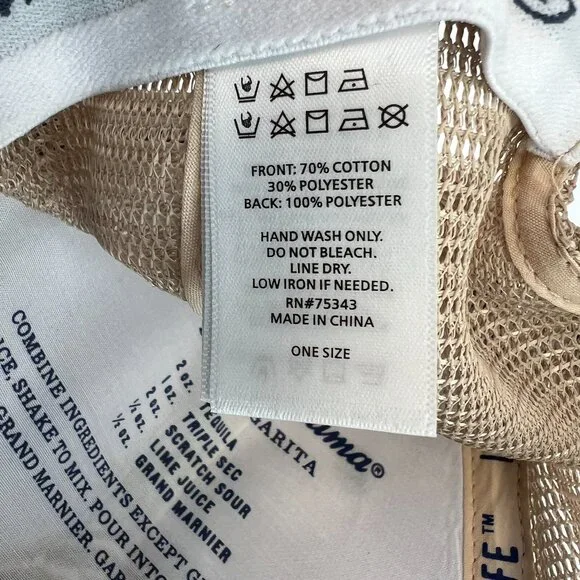 FRONT: 70% COTTON
30% POLYESTER
BACK: 100% POLYESTER
HAND WASH ONLY.
DO NOT BLEACH.
LINE DRY.
LOW IRON IF NEEDED.
RN#75343
MADE IN CHINA
ONE SIZE
2 oz. TEQUILA
1 oz. TRIPLE SEC
2 oz. SCRATCH SOUR
½ oz. LIME JUICE
½ oz. GRAND MARNIER
COMBINE INGREDIENTS EXCEPT
ICE, SHAKE TO MIX. POUR INTO
GRAND MARNIER.